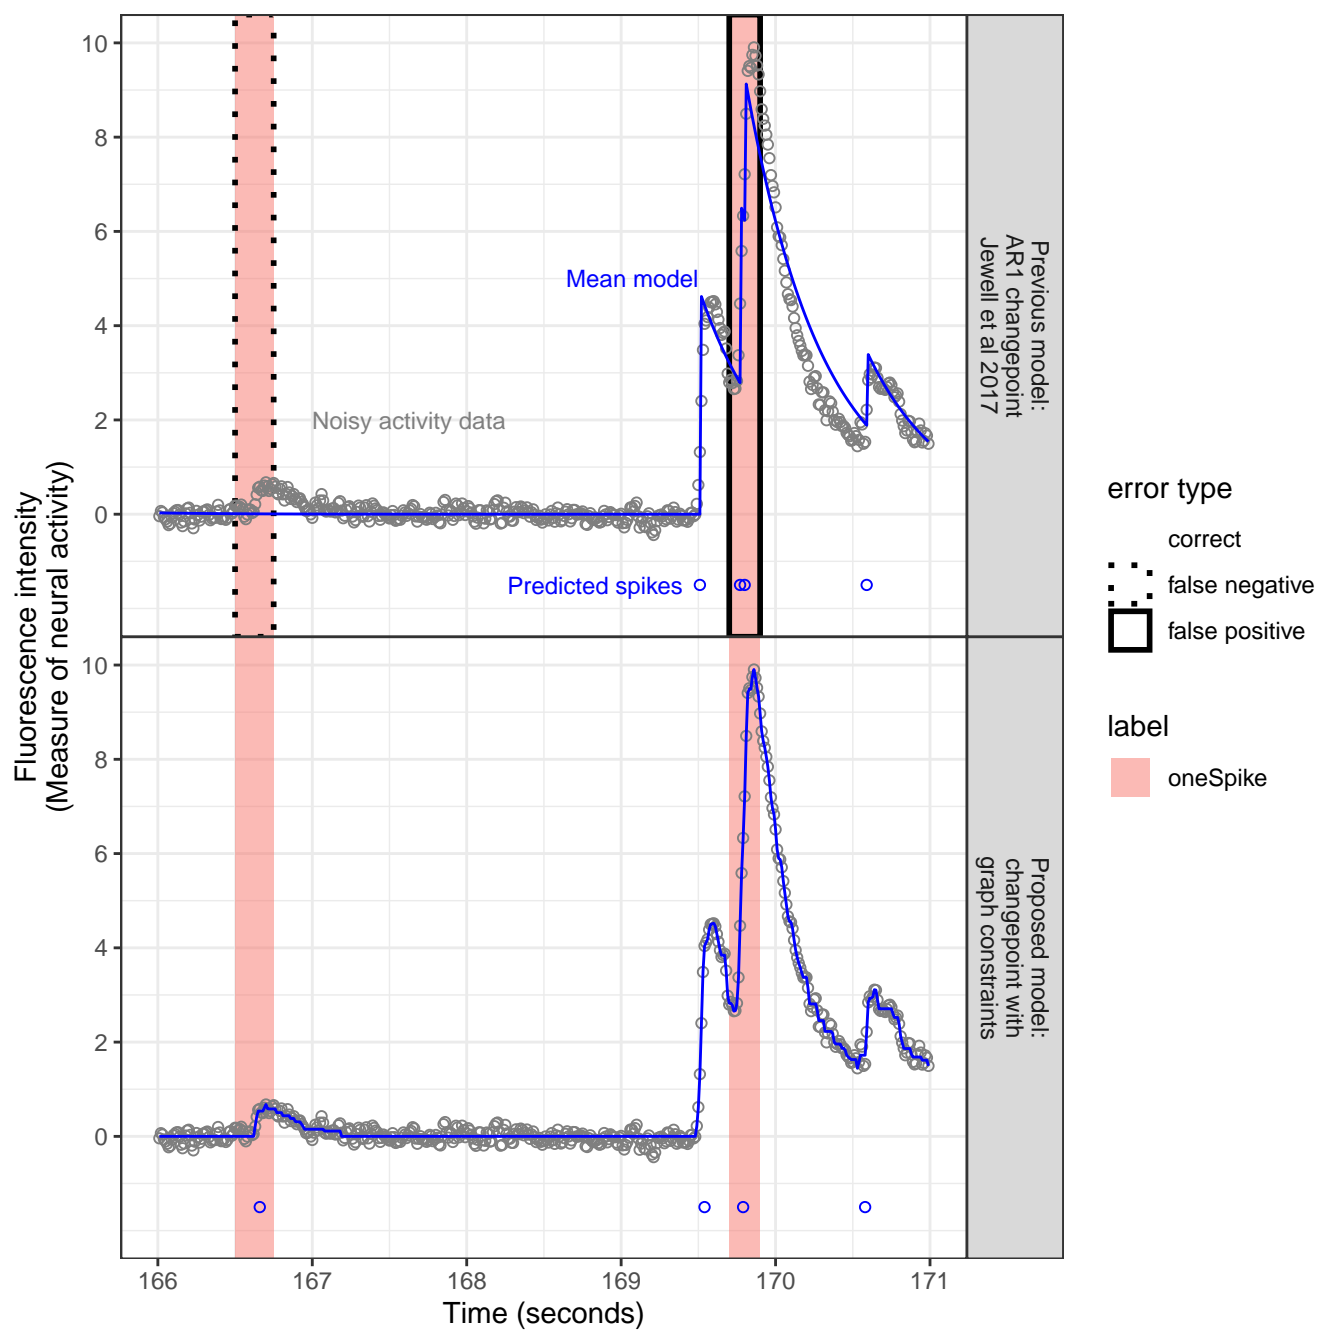 10
8
6
4
2
0
Mean model
Noisy activity data
Predicted spikes
Previous model:
AR1 changepoint
Jewell et al 2017
10
8
6
4
2
0
Proposed model:
changepoint with
graph constraints
166
167
168
169
170
171
Time (seconds)
Fluorescence intensity
(Measure of neural activity)
error type
correct
false negative
false positive
label
oneSpike